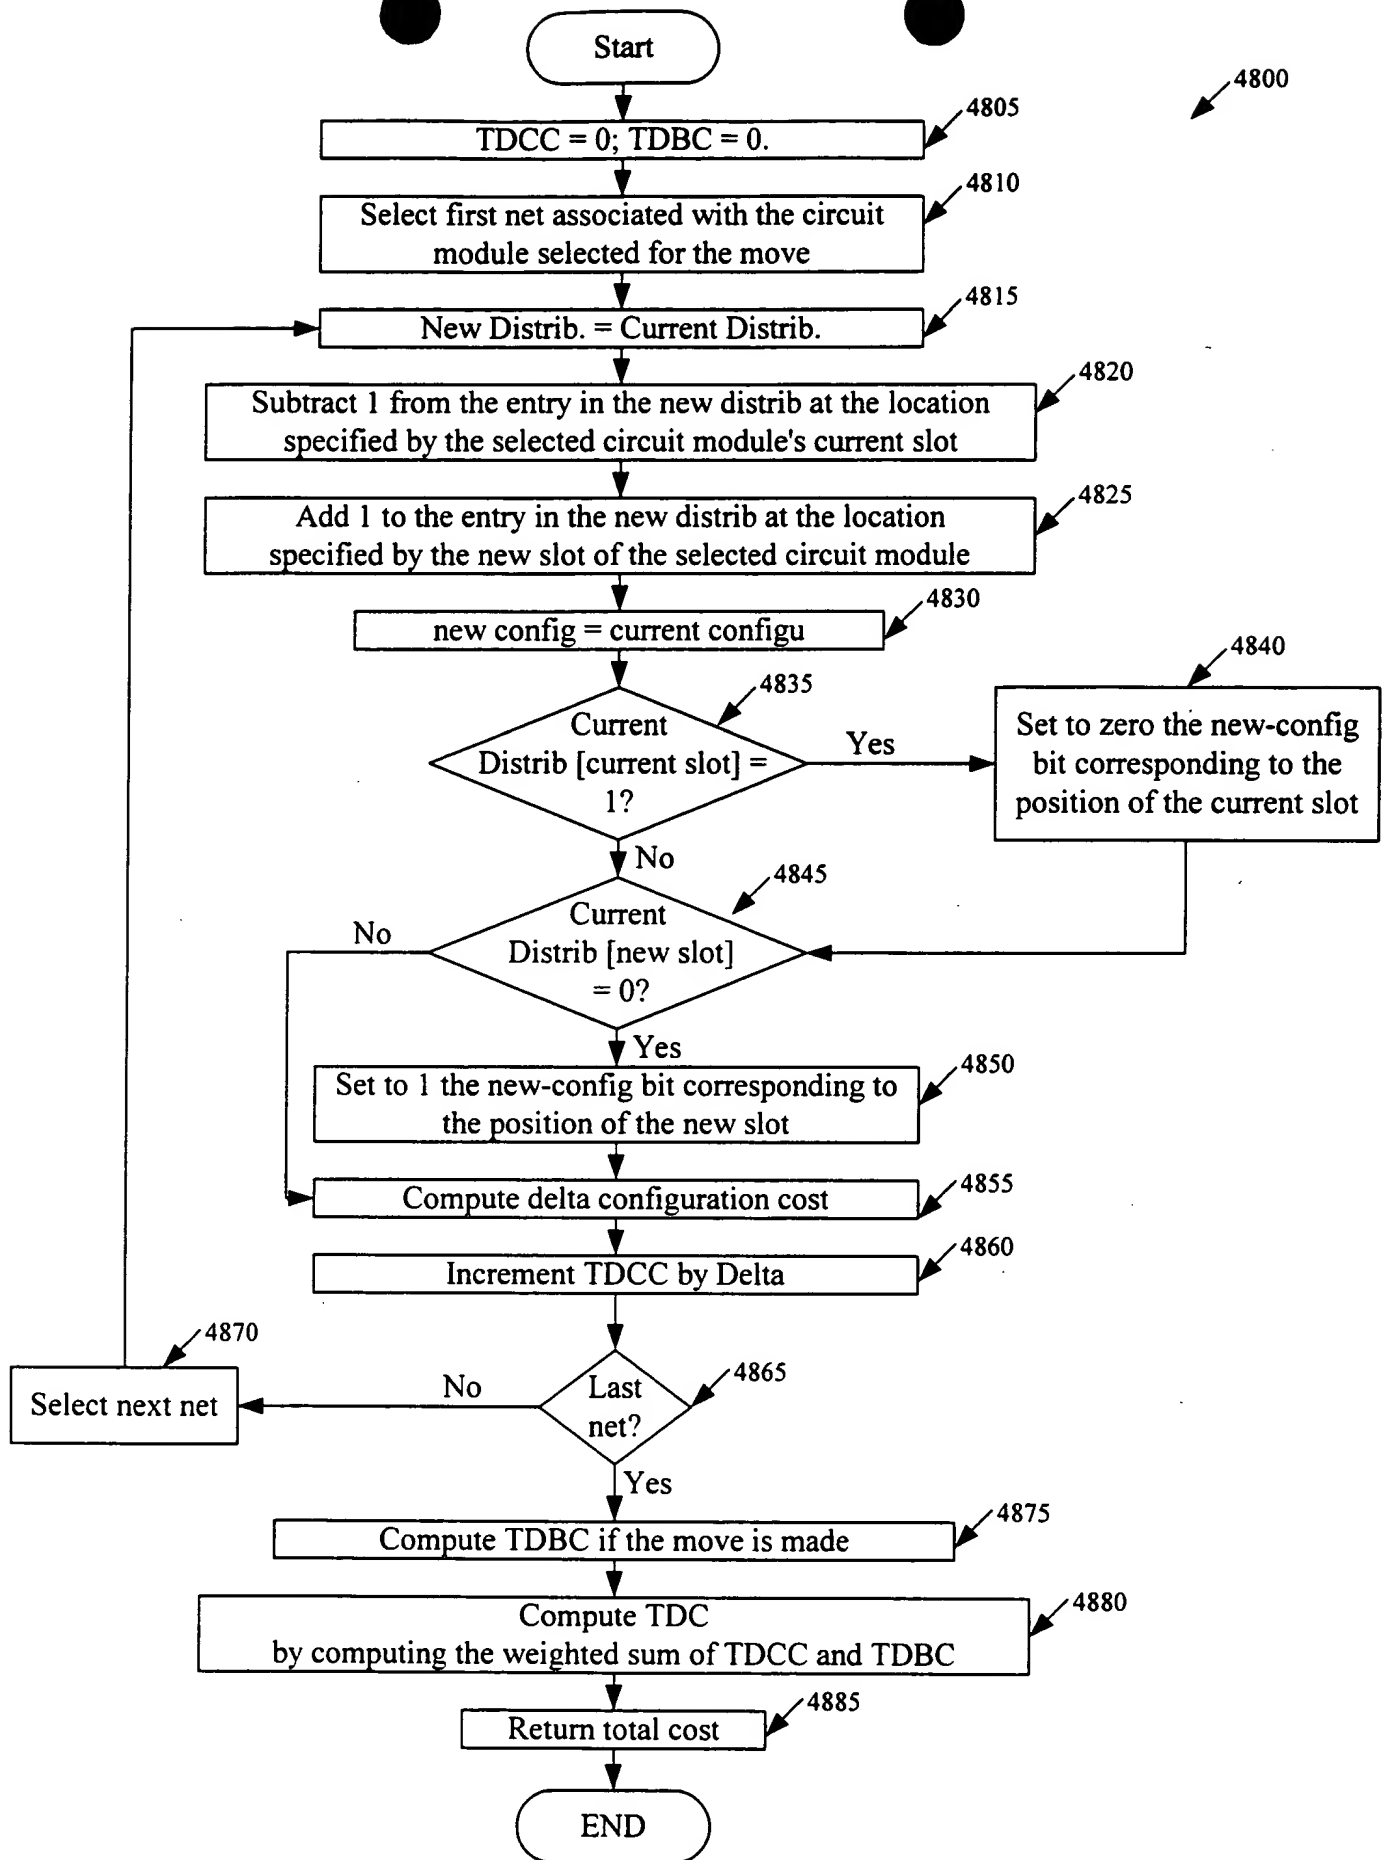 Start
4800
4805
TDCC = 0; TDBC = 0.
4810
Select first net associated with the circuit
module selected for the move
4815
New Distrib. = Current Distrib.
4820
Subtract 1 from the entry in the new distrib at the location
specified by the selected circuit module's current slot
4825
Add 1 to the entry in the new distrib at the location
specified by the new slot of the selected circuit module
4830
new config = current configu
4835
Current
Distrib [current slot] =
1?
Yes
4840
Set to zero the new-config
bit corresponding to the
position of the current slot
No
4845
Current
Distrib [new slot]
= 0?
No
Yes
4850
Set to 1 the new-config bit corresponding to
the position of the new slot
4855
Compute delta configuration cost
4860
Increment TDCC by Delta
4865
Last
net?
No
4870
Select next net
Yes
4875
Compute TDBC if the move is made
4880
Compute TDC
by computing the weighted sum of TDCC and TDBC
4885
Return total cost
END